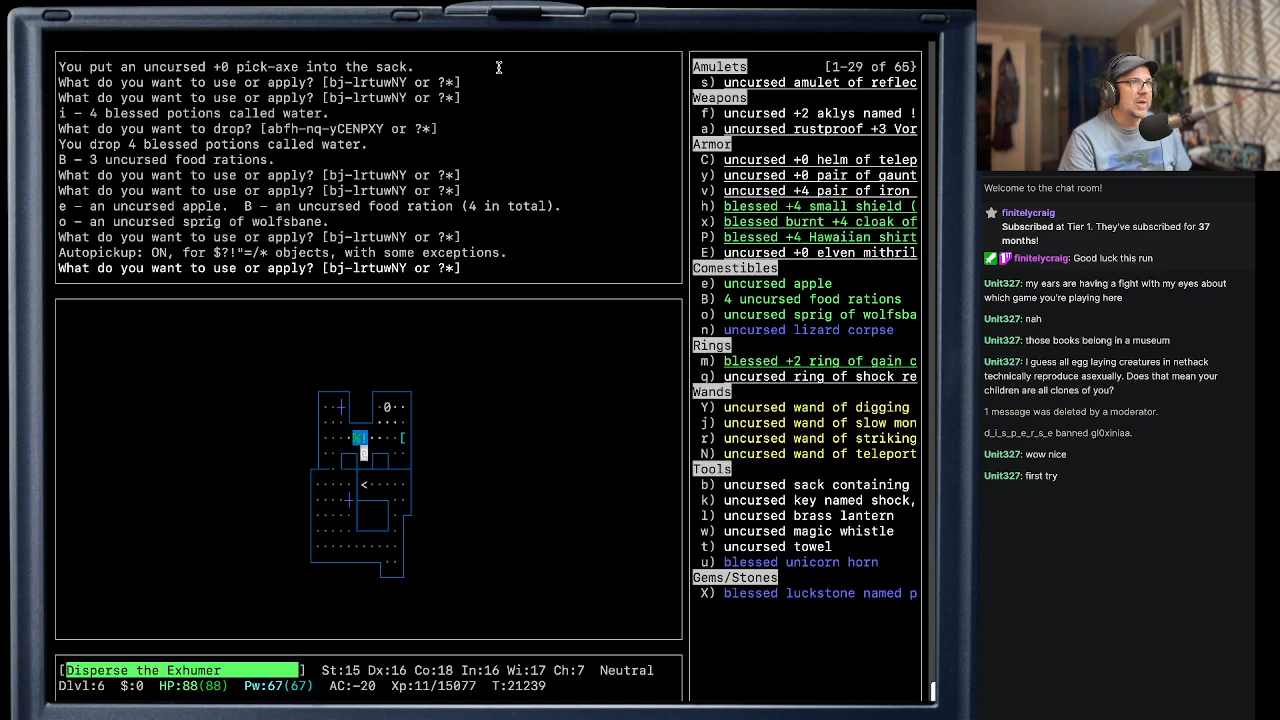 You put an uncursed +0 pick-axe into the sack.
What do you want to use or apply? [bj-lrtuwNY or ?*]
What do you want to use or apply? [bj-lrtuwNY or ?*]
i - 4 blessed potions called water.
What do you want to drop? [abfh-nq-yCENPXY or ?*]
You drop 4 blessed potions called water.
B - 3 uncursed food rations.
What do you want to use or apply? [bj-lrtuwNY or ?*]
What do you want to use or apply? [bj-lrtuwNY or ?*]
e - an uncursed apple.  B - an uncursed food ration (4 in total).
o - an uncursed sprig of wolfsbane.
What do you want to use or apply? [bj-lrtuwNY or ?*]
Autopickup: ON, for $?!"=/* objects, with some exceptions.
What do you want to use or apply? [bj-lrtuwNY or ?*]
Amulets [1-29 of 65}
s) uncursed amulet of reflec
Weapons
f) uncursed +2 aklys named !
a) uncursed rustproof +3 Vor
Armor
C) uncursed +0 helm of telep
y) uncursed +0 pair of gaunt
v) uncursed +4 pair of iron
h) blessed +4 small shield (
x) blessed burnt +4 cloak of
P) blessed +4 Hawaiian shirt
E) uncursed +0 elven mithril
Comestibles
e) uncursed apple
B) 4 uncursed food rations
o) uncursed sprig of wolfsba
n) uncursed lizard corpse
Rings
m) blessed +2 ring of gain c
q) uncursed ring of shock re
Wands
Y) uncursed wand of digging
j) uncursed wand of slow mon
r) uncursed wand of striking
N) uncursed wand of teleport
Tools
b) uncursed sack containing
k) uncursed key named shock,
l) uncursed brass lantern
w) uncursed magic whistle
t) uncursed towel
u) blessed unicorn horn
Gems/Stones
X) blessed luckstone named p
[Disperse the Exhumer ] St:15 Dx:16 Co:18 In:16 Wi:17 Ch:7 Neutral
Dlvl:6 $:0 HP:88(88) Pw:67(67) AC:-20 Xp:11/15077 T:21239
Welcome to the chat room!
finitelycraig
Subscribed at Tier 1. They've subscribed for 37
months!
finitelycraig: Good luck this run
Unit327: my ears are having a fight with my eyes about
which game you're playing here
Unit327: nah
Unit327: those books belong in a museum
Unit327: I guess all egg laying creatures in nethack
technically reproduce asexually. Does that mean your
children are all clones of you?
1 message was deleted by a moderator.
d_i_s_p_e_r_s_e banned gl0xiniaa.
Unit327: wow nice
Unit327: first try